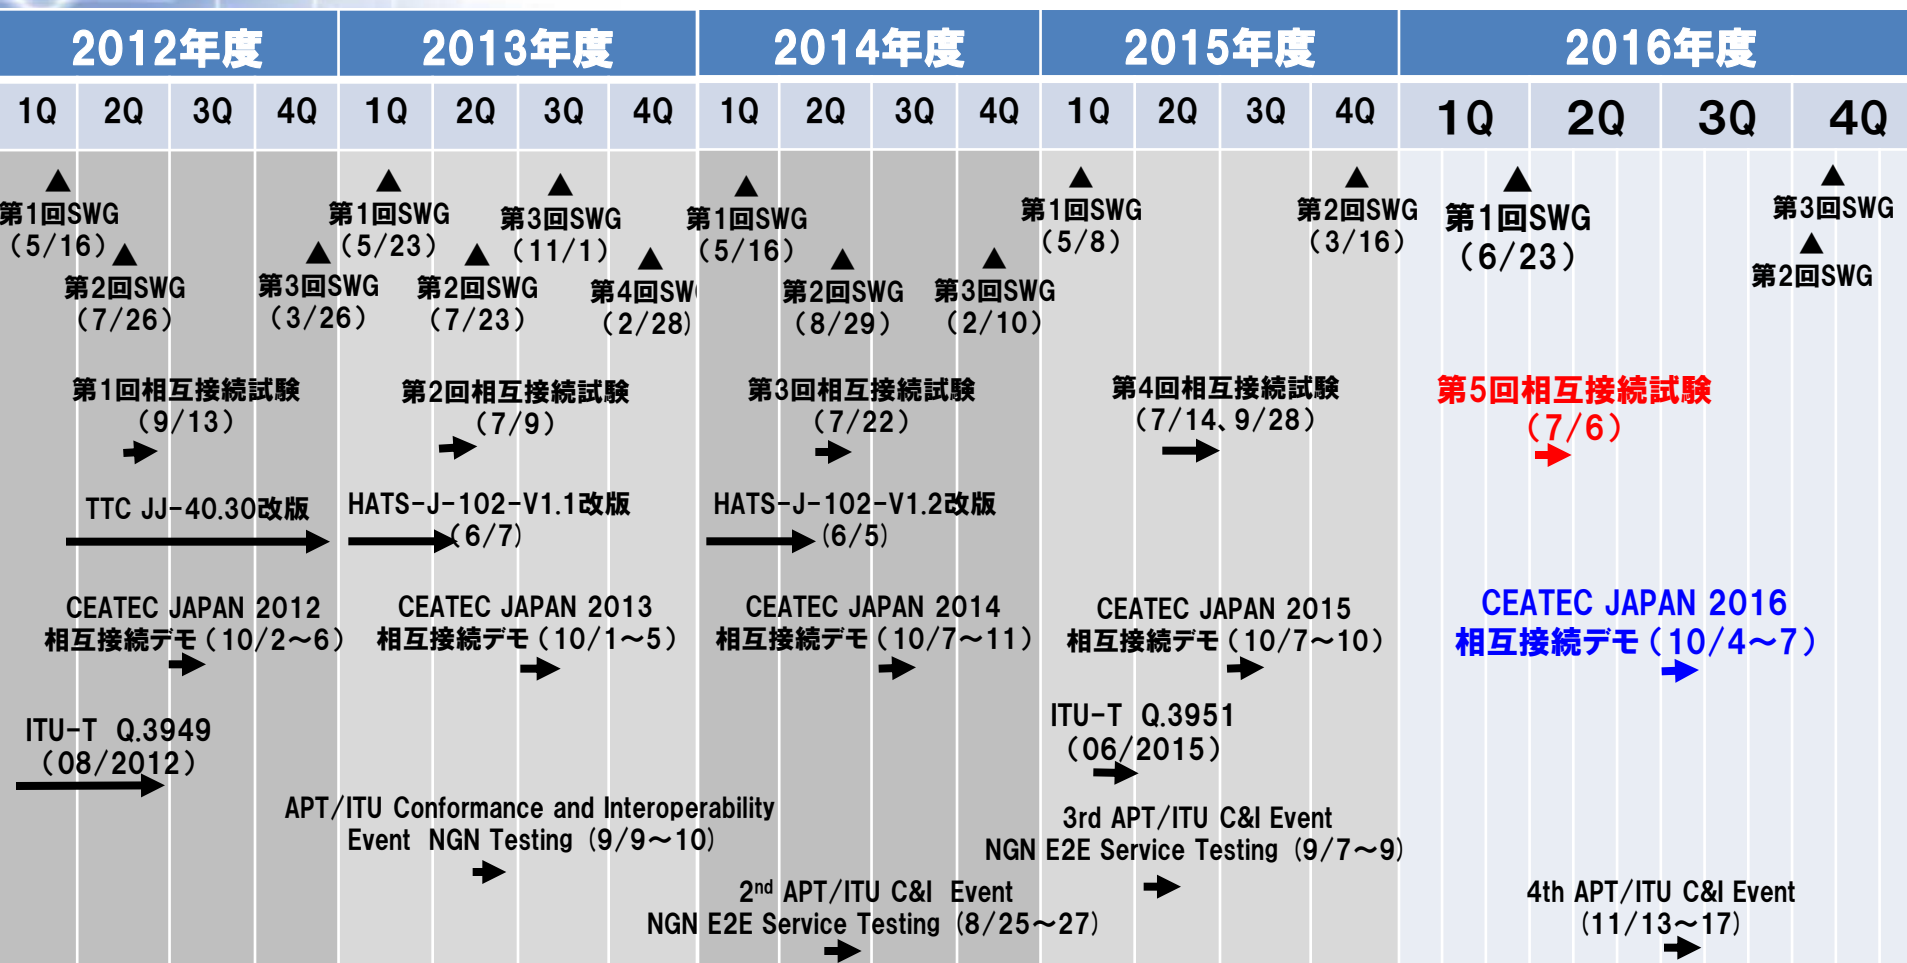 2012年度 2013年度 2014年度 2015年度 2016年度
1Q 2Q 3Q 4Q 1Q 2Q 3Q 4Q 1Q 2Q 3Q 4Q 1Q 2Q 3Q 4Q 1Q 2Q 3Q 4Q
▲ ▲ ▲ ▲ ▲ ▲ ▲ ▲
第1回SWG
(5/16)
▲
第2回SWG
(7/26)
▲
第3回SWG
(3/26)
第1回SWG
(5/23)
▲
第2回SWG
(7/23)
第3回SWG
(11/1)
▲
第4回SW
(2/28)
第1回SWG
(5/16)
▲
第2回SWG
(8/29)
▲
第3回SWG
(2/10)
第1回SWG
(5/8)
第2回SWG
(3/16)
第1回SWG
(6/23)
第3回SWG
▲
第2回SWG
第1回相互接続試験
(9/13)
第2回相互接続試験
(7/9)
第3回相互接続試験
(7/22)
第4回相互接続試験
(7/14、9/28)
第5回相互接続試験
(7/6)
TTC JJ-40.30改版
HATS-J-102-V1.1改版
(6/7)
HATS-J-102-V1.2改版
(6/5)
CEATEC JAPAN 2012
相互接続デモ(10/2～6)
CEATEC JAPAN 2013
相互接続デモ(10/1～5)
CEATEC JAPAN 2014
相互接続デモ(10/7～11)
CEATEC JAPAN 2015
相互接続デモ(10/7～10)
CEATEC JAPAN 2016
相互接続デモ(10/4～7)
ITU-T Q.3949
(08/2012)
ITU-T Q.3951
(06/2015)
APT/ITU Conformance and Interoperability
Event NGN Testing (9/9～10)
3rd APT/ITU C&I Event
NGN E2E Service Testing (9/7～9)
2nd APT/ITU C&I Event
NGN E2E Service Testing (8/25～27)
4th APT/ITU C&I Event
(11/13～17)